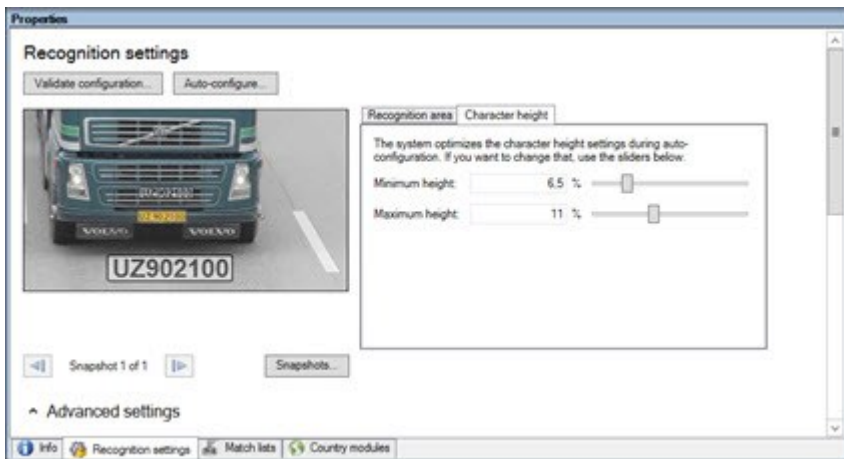 Properties
Recognition settings
Validate configuration...
Auto-configure...
Recognition area
Character height
The system optimizes the character height settings during auto-
configuration. If you want to change that, use the sliders below.
Minimum height:
6.5 %
Maximum height:
11 %
VOLVO VOLVO
UZ902100
Snapshot 1 of 1
Snapshots...
Advanced settings
Info
Recognition settings
Match lists
Country modules